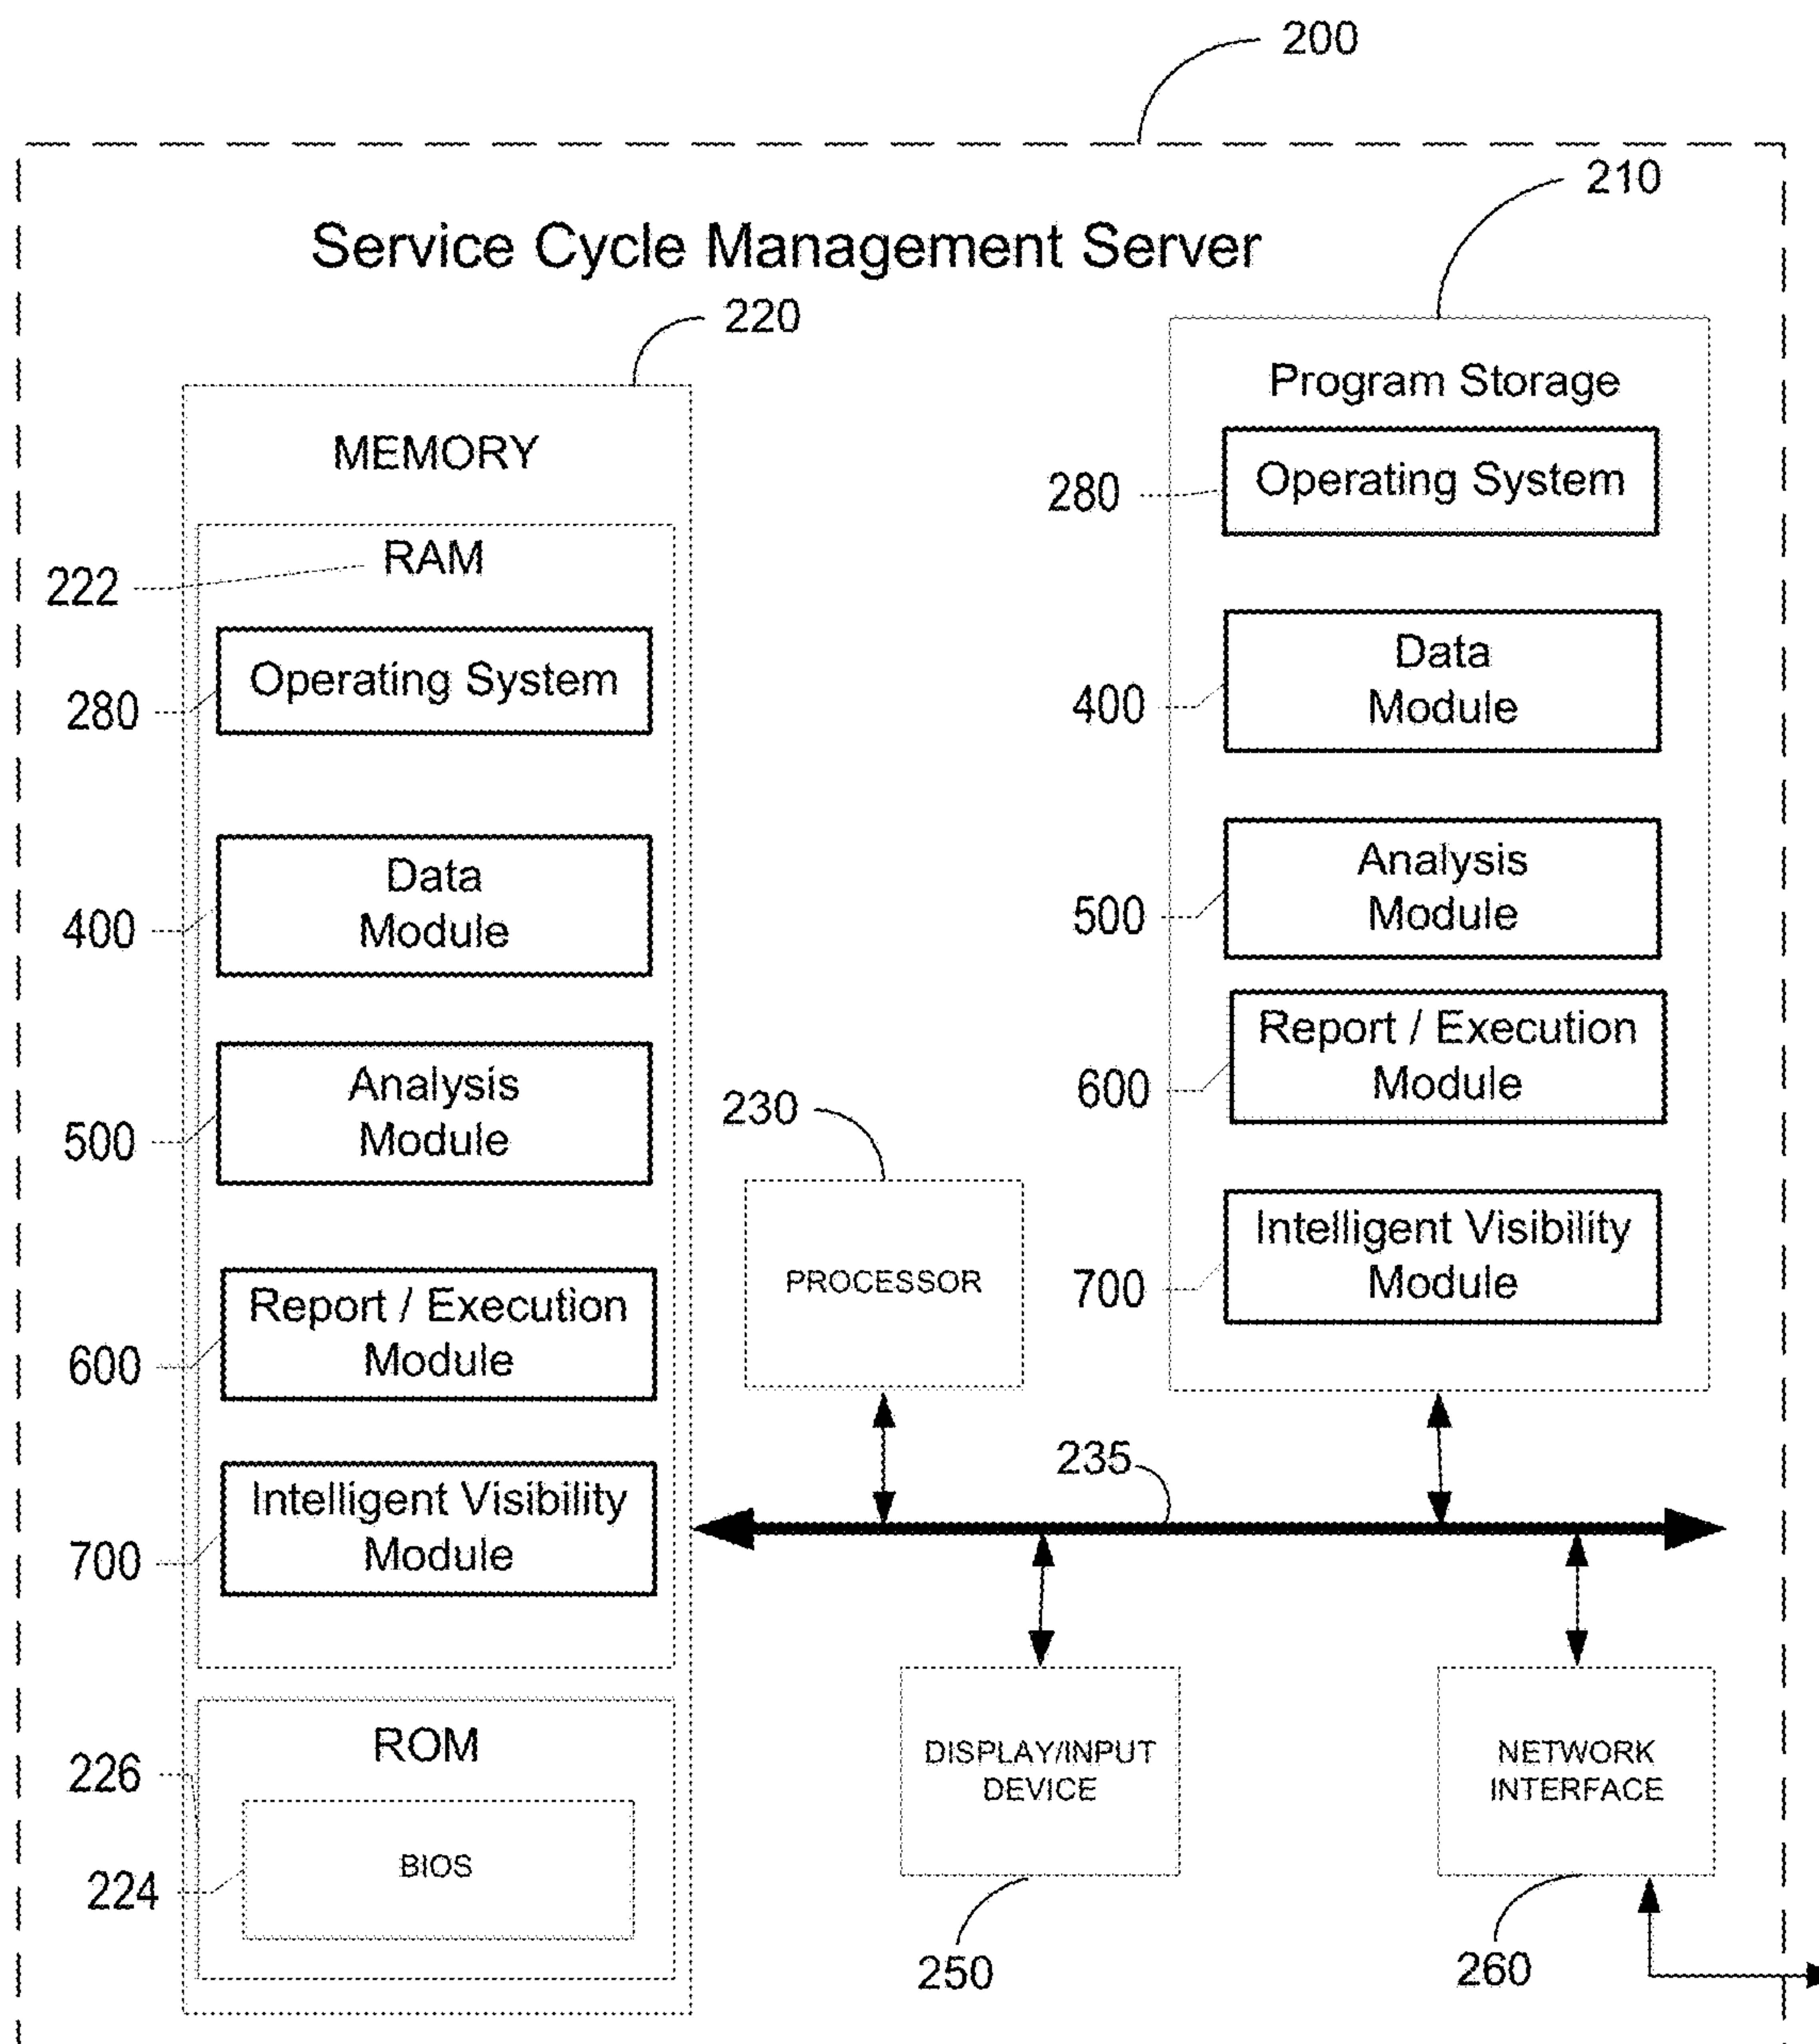 200
210
Service Cycle Management Server
220
Program Storage
MEMORY
280
Operating System
RAM
222
Operating System
280
Data
Module
400
Data
Module
400
Analysis
Module
500
Analysis
Module
500
Report / Execution
Module
600
230
Report / Execution
Module
600
PROCESSOR
Intelligent Visibility
Module
700
235
Intelligent Visibility
Module
700
ROM
226
BIOS
224
DISPLAY/INPUT
DEVICE
NETWORK
INTERFACE
250
260